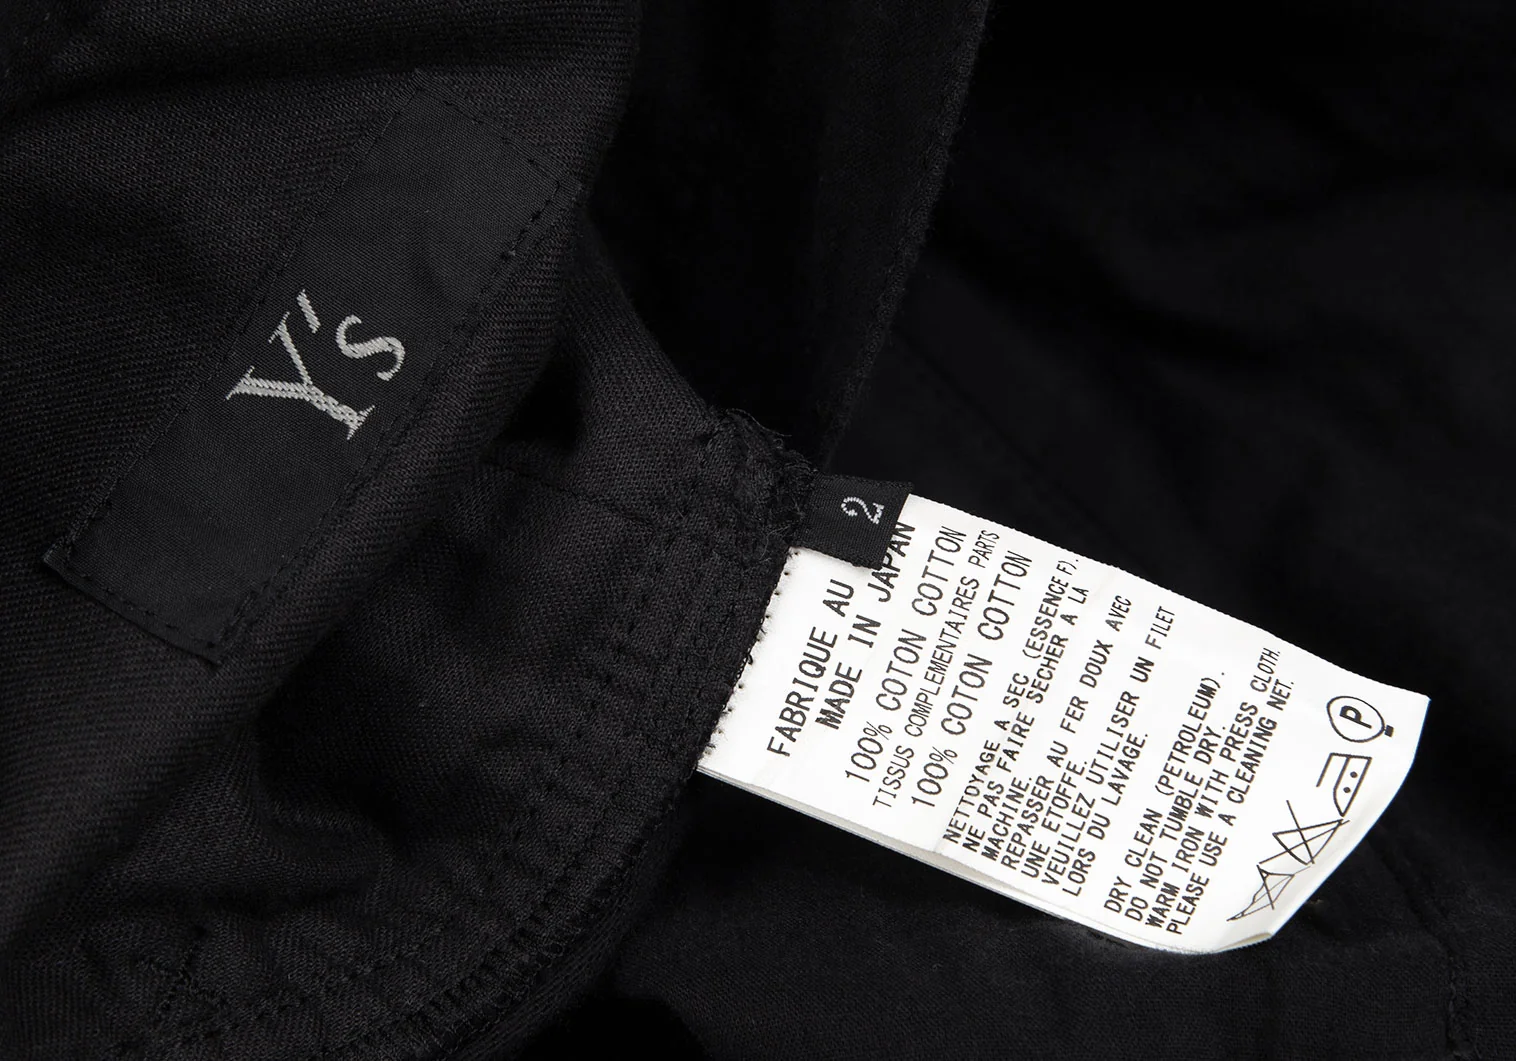 Y's
2
FABRIQUE AU
MADE IN JAPAN
100% COTON COTTON
TISSUS COMPLEMENTAIRES PARTS
100% COTON COTTON
NETTOYAGE A SEC (ESSENCE F).
NE PAS FAIRE SECHER A LA
MACHINE.
REPASSER AU FER DOUX AVEC
UNE ETOFFE.
VEUILLEZ UTILISER UN FILET
LORS DU LAVAGE.
DRY CLEAN (PETROLEUM).
DO NOT TUMBLE DRY.
WARM IRON WITH PRESS CLOTH.
PLEASE USE A CLEANING NET.
P